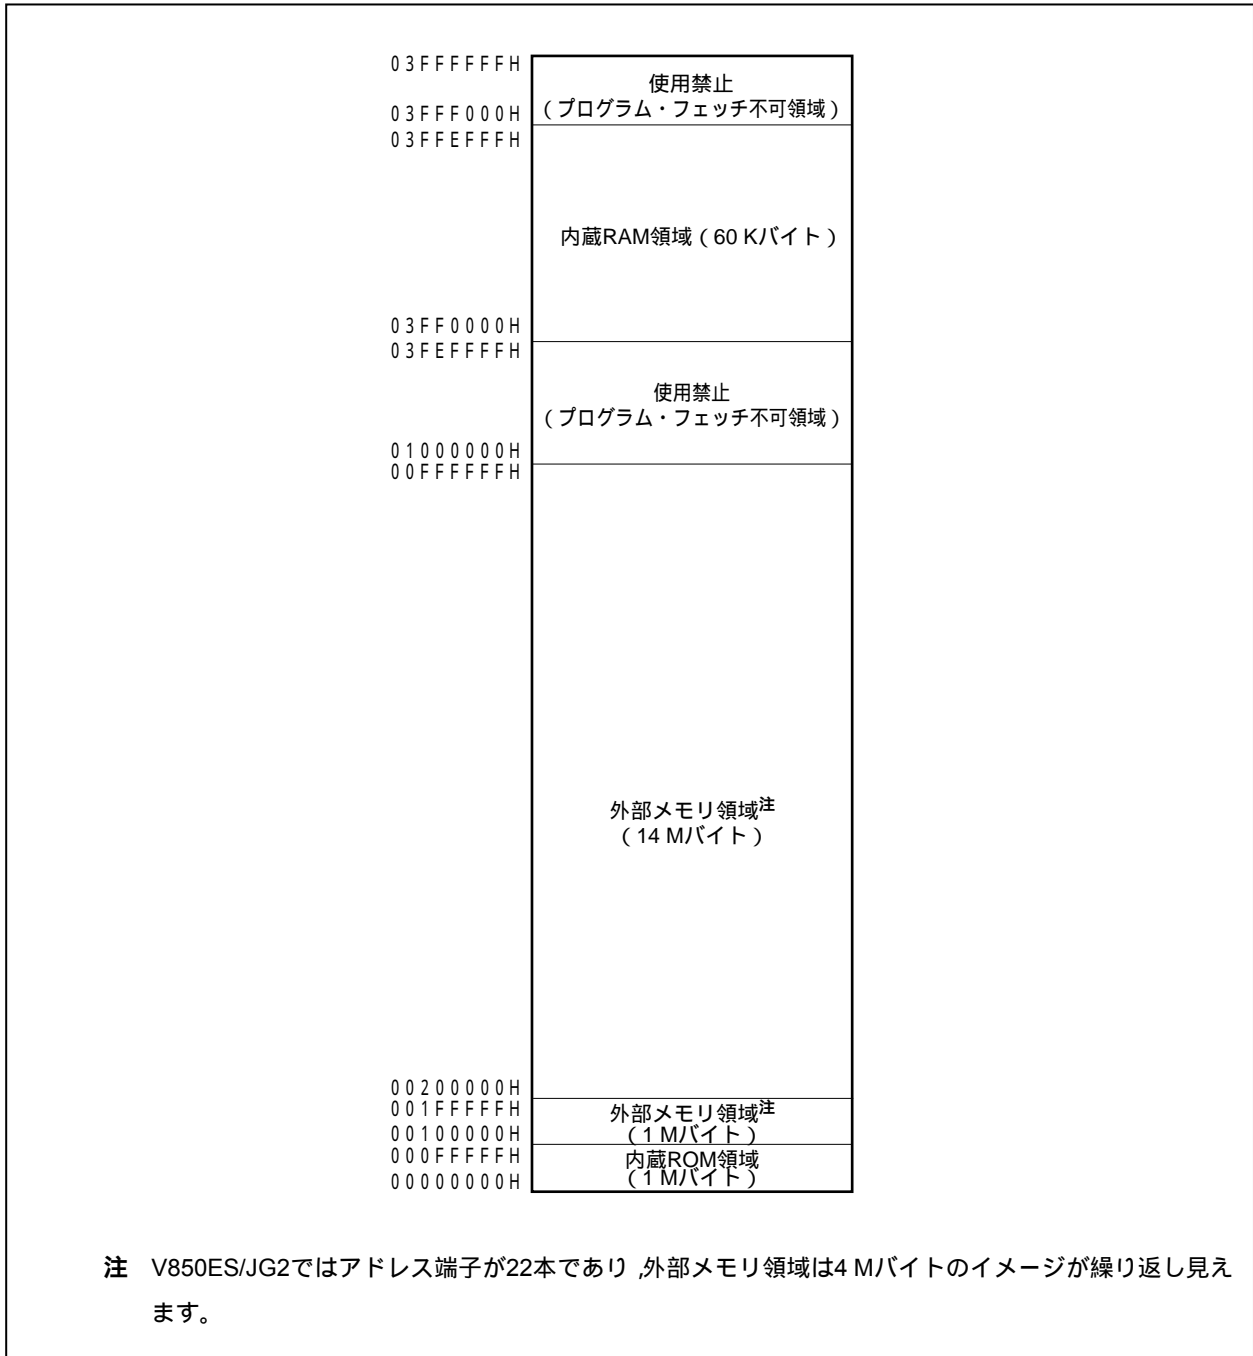 03FFFFFFH
使用禁止
（プログラム・フェッチ不可領域）
03FFF000H
03FFEFFFH
内蔵RAM領域（60 Kバイト）
03FF0000H
03FEFFFFH
使用禁止
（プログラム・フェッチ不可領域）
01000000H
00FFFFFFH
外部メモリ領域注
（14 Mバイト）
00200000H
001FFFFFH
外部メモリ領域注
（1 Mバイト）
00100000H
000FFFFFH
内蔵ROM領域
（1 Mバイト）
00000000H
注 V850ES/JG2ではアドレス端子が22本であり，外部メモリ領域は4 Mバイトのイメージが繰り返し見え
ます。